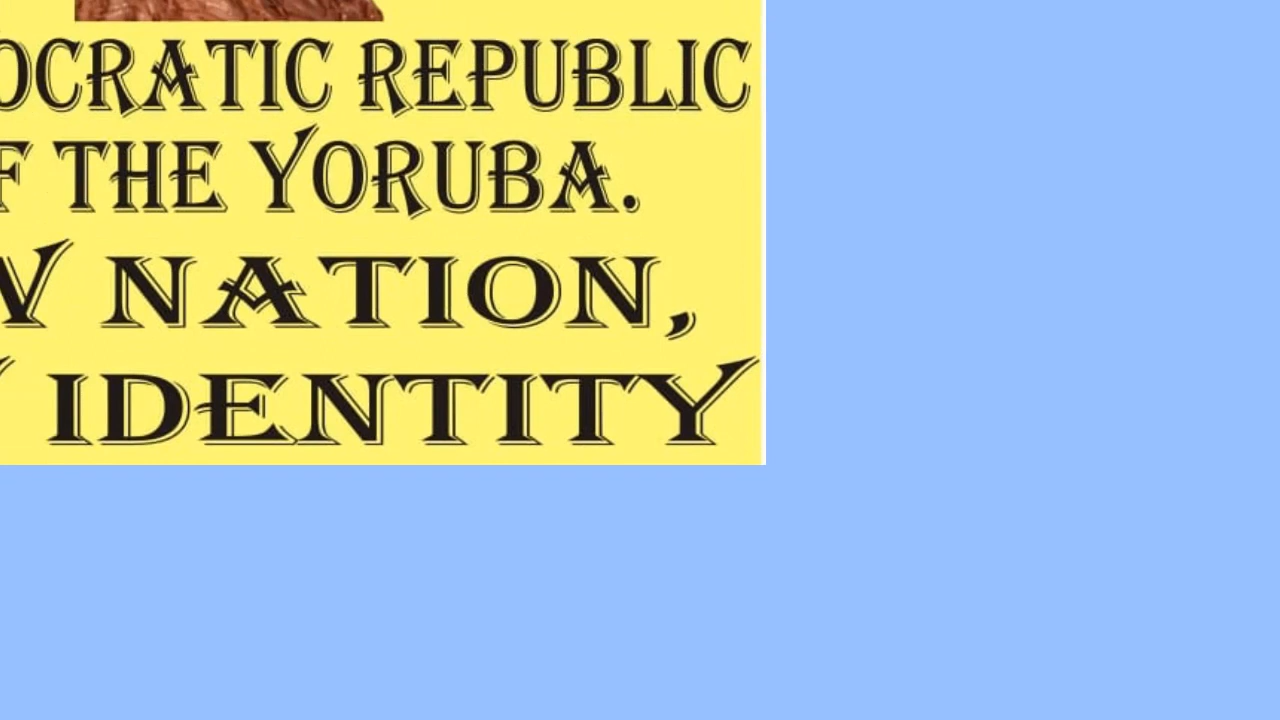 OCRATIC REPUBLIC
F THE YORUBA.
W NATION,
Y IDENTITY